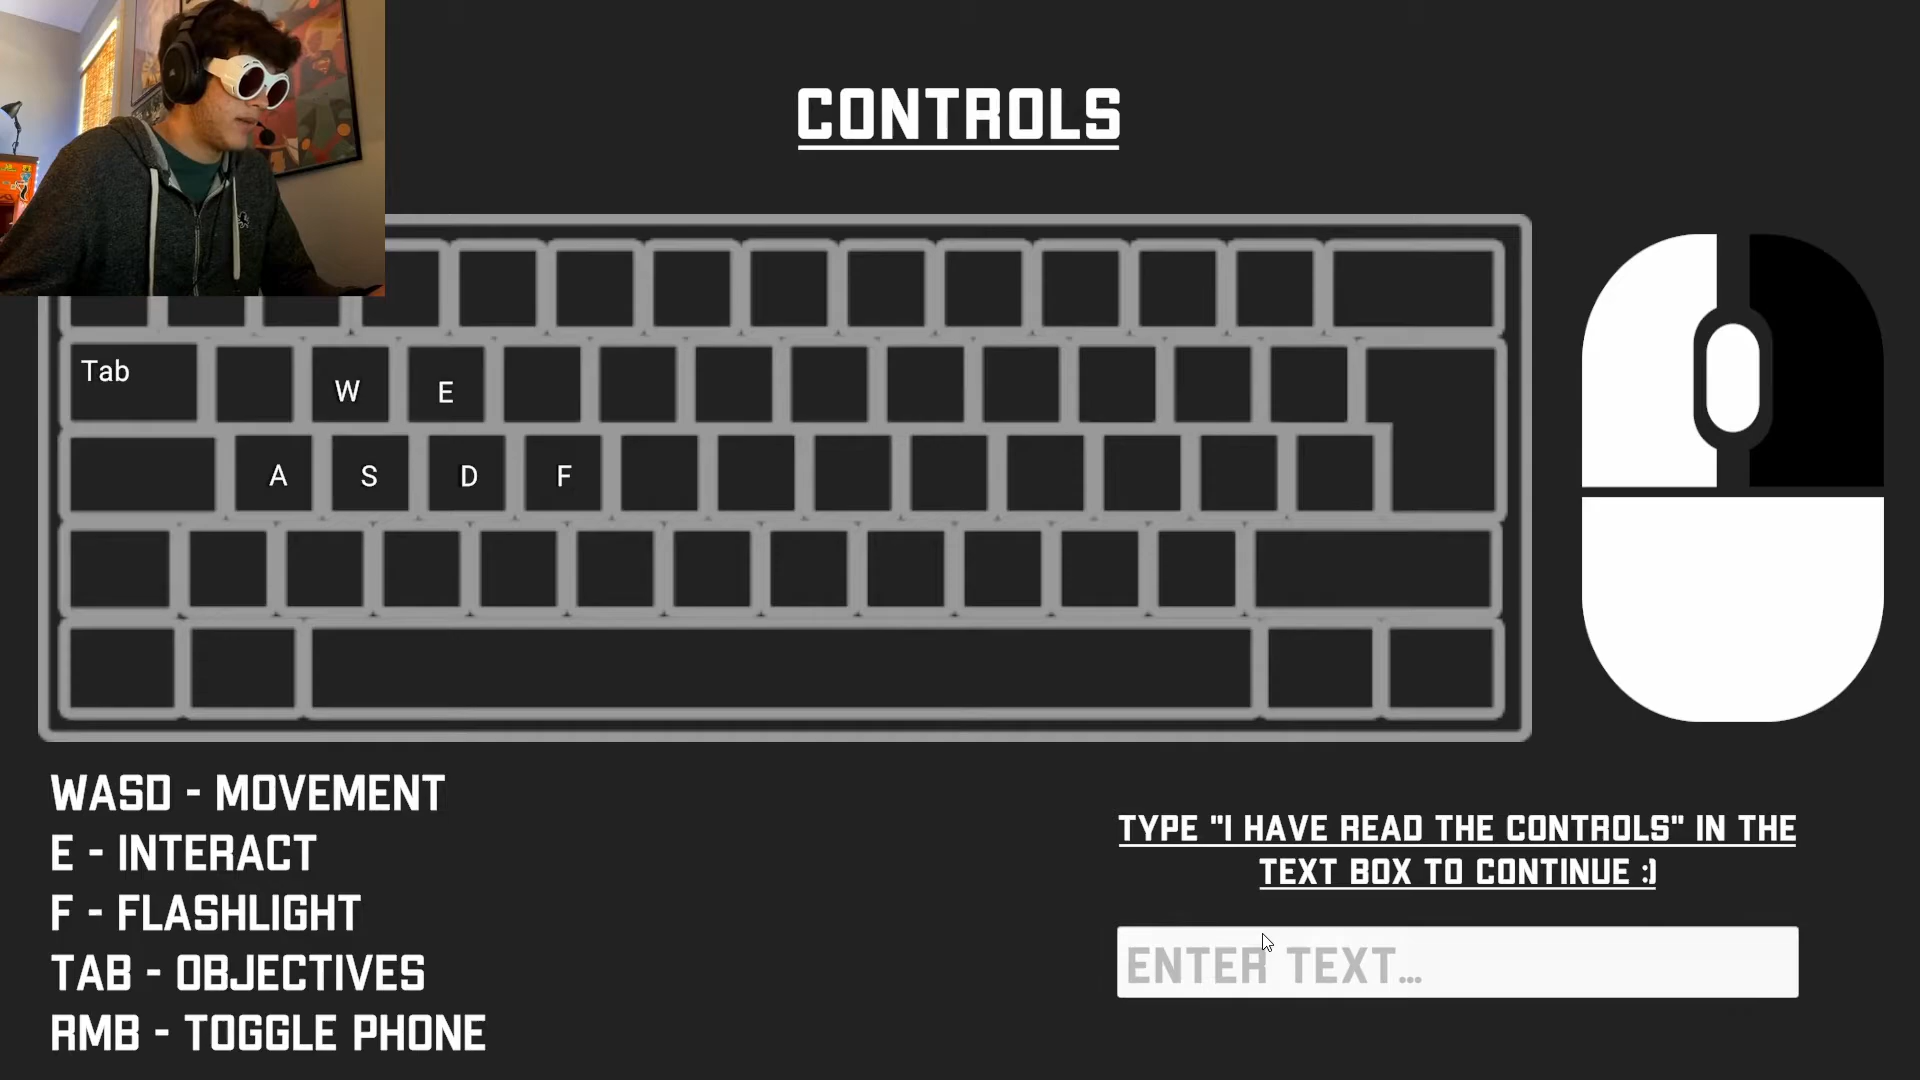 CONTROLS
Tab
W
E
A
S
D
F
WASD - MOVEMENT
E - INTERACT
F - FLASHLIGHT
TAB - OBJECTIVES
RMB - TOGGLE PHONE
TYPE "I HAVE READ THE CONTROLS" IN THE
TEXT BOX TO CONTINUE :)
ENTER TEXT...